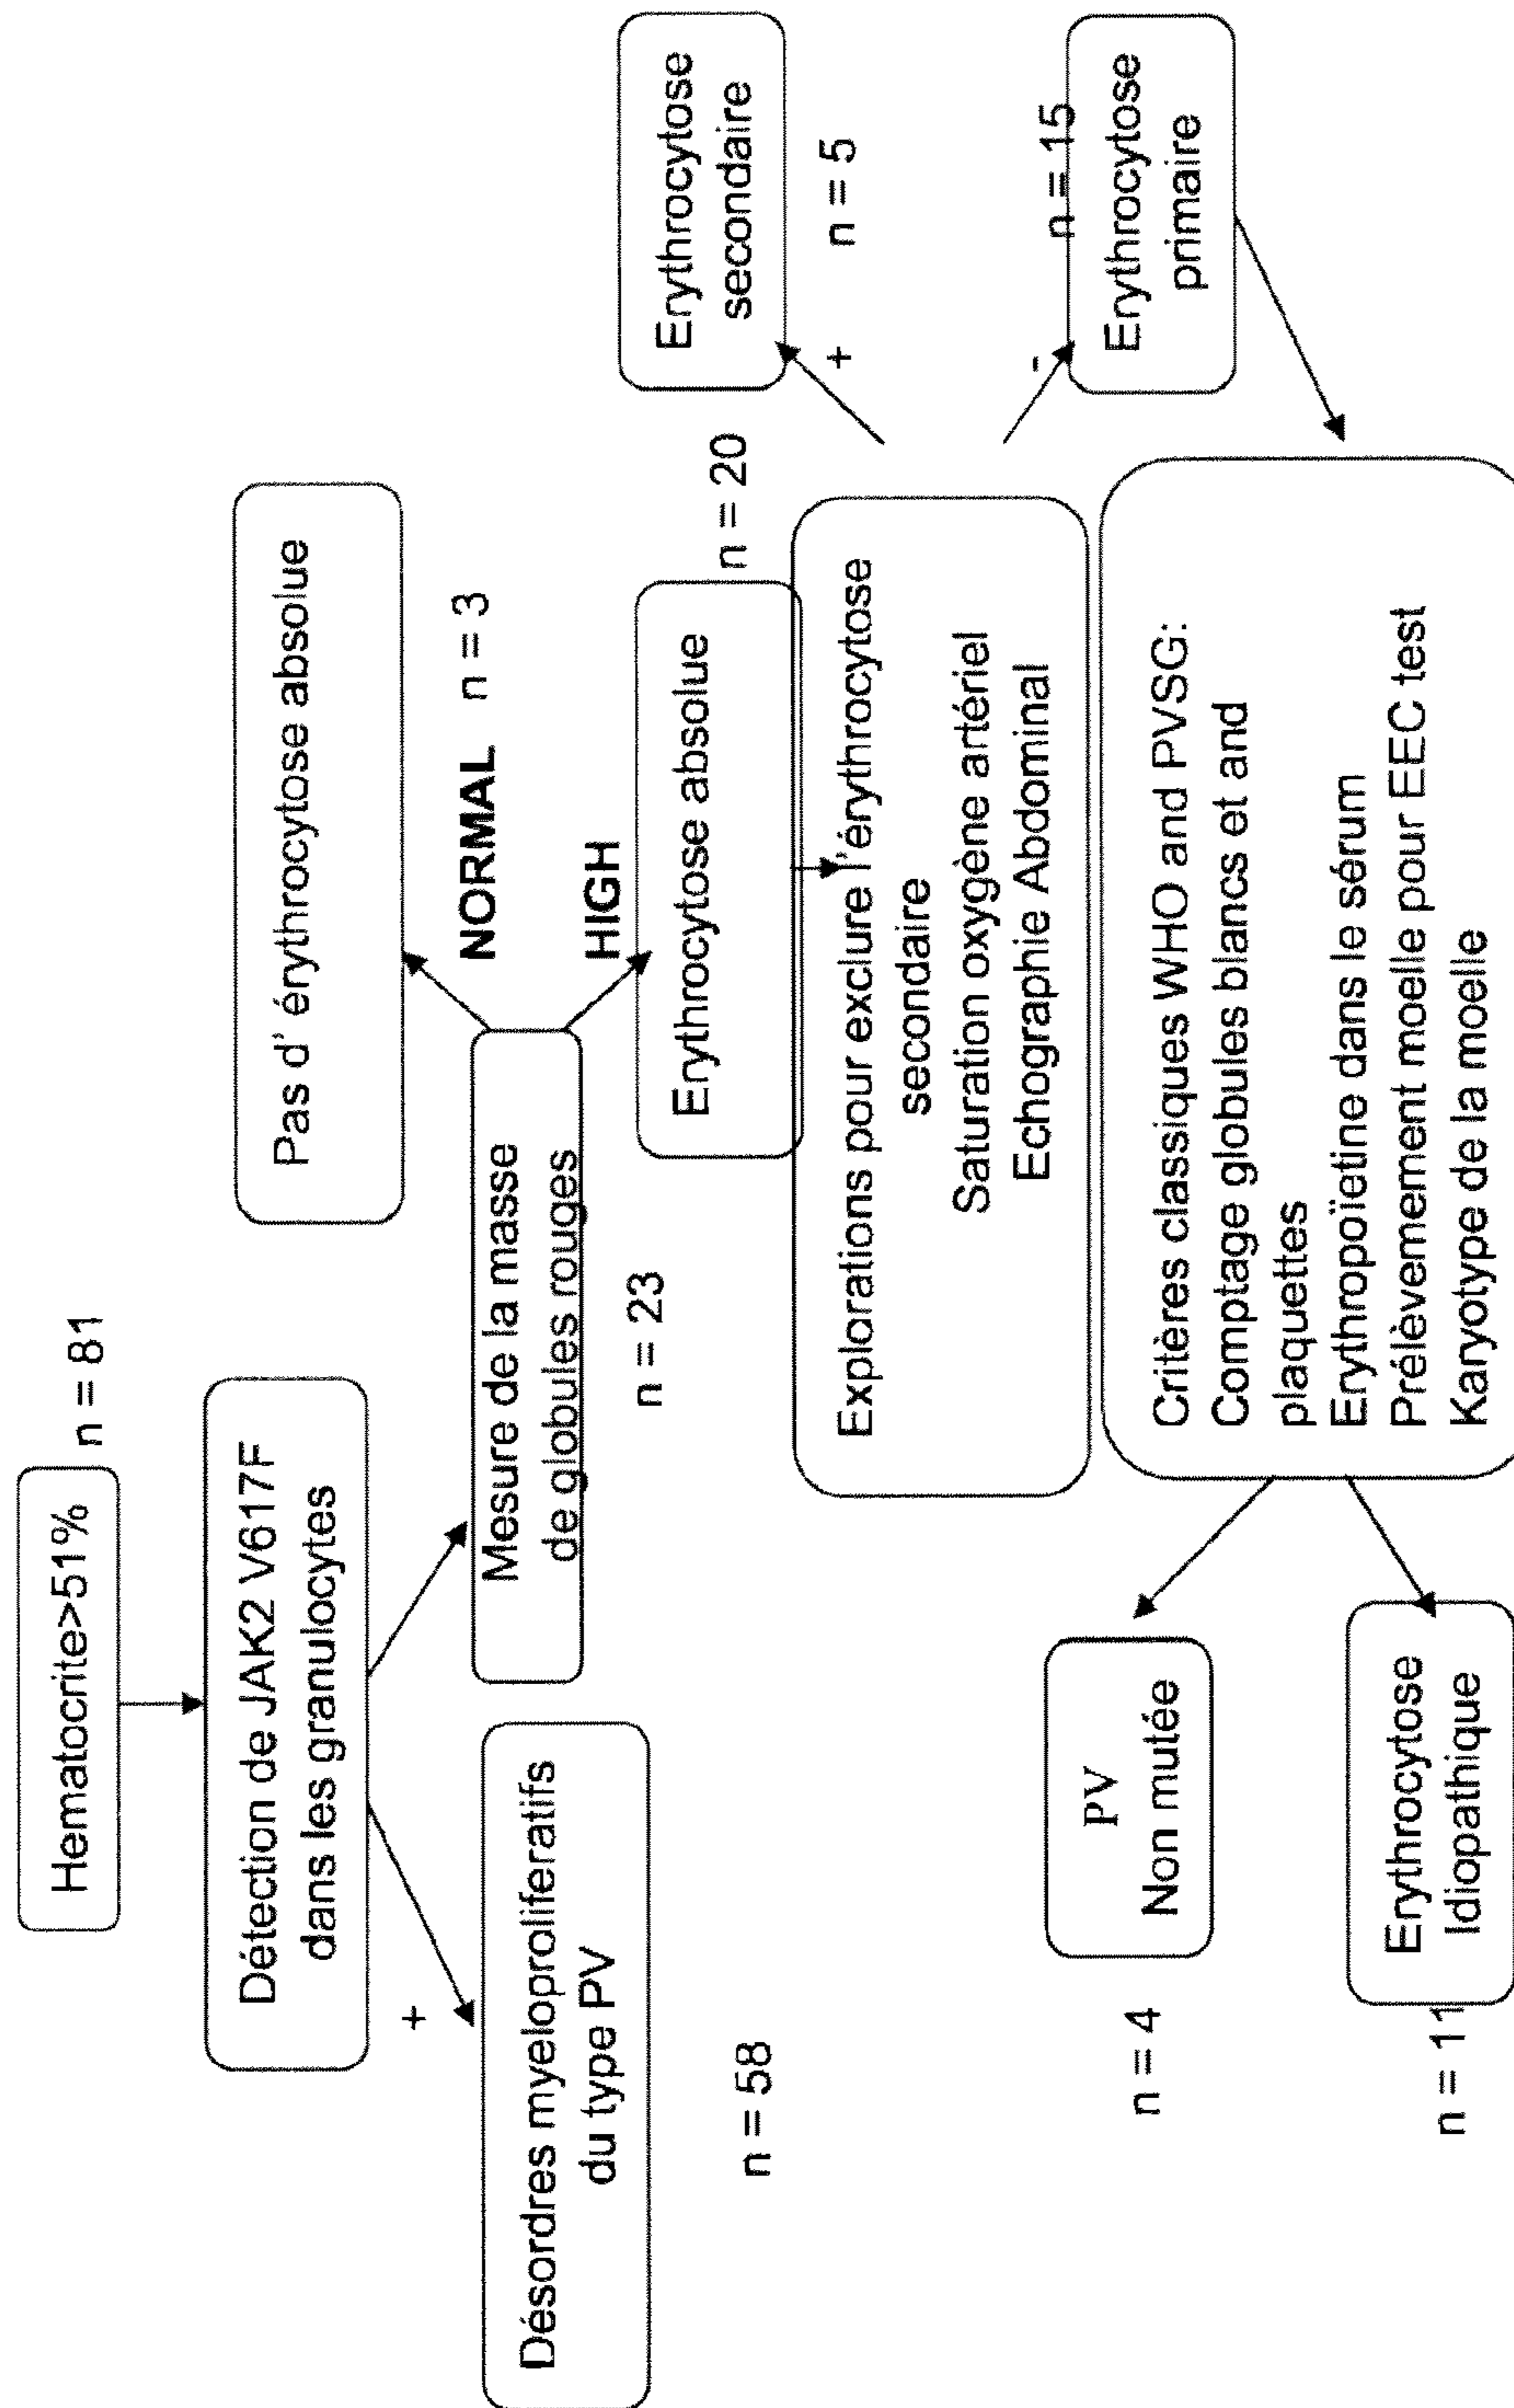 Hematocrite>51%
n = 81
Détection de JAK2 V617F
dans les granulocytes
+
Désordres myeloproliferatifs
du type PV
n = 58
Mesure de la masse
de globules rouges
n = 23
Pas d' érythrocytose absolue
NORMAL n = 3
HIGH
Erythrocytose absolue
n = 20
Explorations pour exclure l'érythrocytose
secondaire
Saturation oxygène artériel
Echographie Abdominal
+
Erythrocytose
secondaire
n = 5
-
n = 15
Erythrocytose
primaire
Critères classiques WHO and PVSG:
Comptage globules blancs et and
plaquettes
Erythropoïetine dans le sérum
Prélèvemement moelle pour EEC test
Karyotype de la moelle
PV
Non mutée
n = 4
Erythrocytose
Idiopathique
n = 11